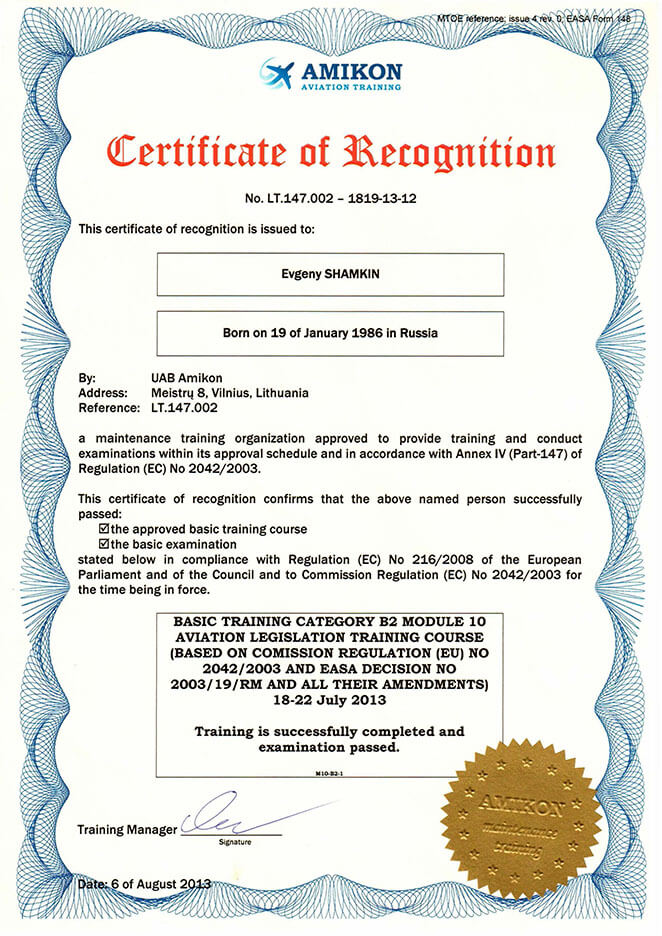 MTOE reference: issue 4 rev. 0, EASA Form 148
AMIKON
AVIATION TRAINING
Certificate of Recognition
No. LT.147.002 – 1819-13-12
This certificate of recognition is issued to:
Evgeny SHAMKIN
Born on 19 of January 1986 in Russia
By: UAB Amikon
Address: Meistrų 8, Vilnius, Lithuania
Reference: LT.147.002
a maintenance training organization approved to provide training and conduct
examinations within its approval schedule and in accordance with Annex IV (Part-147) of
Regulation (EC) No 2042/2003.
This certificate of recognition confirms that the above named person successfully
passed:
☑the approved basic training course
☑the basic examination
stated below in compliance with Regulation (EC) No 216/2008 of the European
Parliament and of the Council and to Commission Regulation (EC) No 2042/2003 for
the time being in force.
BASIC TRAINING CATEGORY B2 MODULE 10
AVIATION LEGISLATION TRAINING COURSE
(BASED ON COMISSION REGULATION (EU) NO
2042/2003 AND EASA DECISION NO
2003/19/RM AND ALL THEIR AMENDMENTS)
18-22 July 2013
Training is successfully completed and
examination passed.
M10-B2-1
AMIKON
maintenance
training
Training Manager
Signature
Date: 6 of August 2013